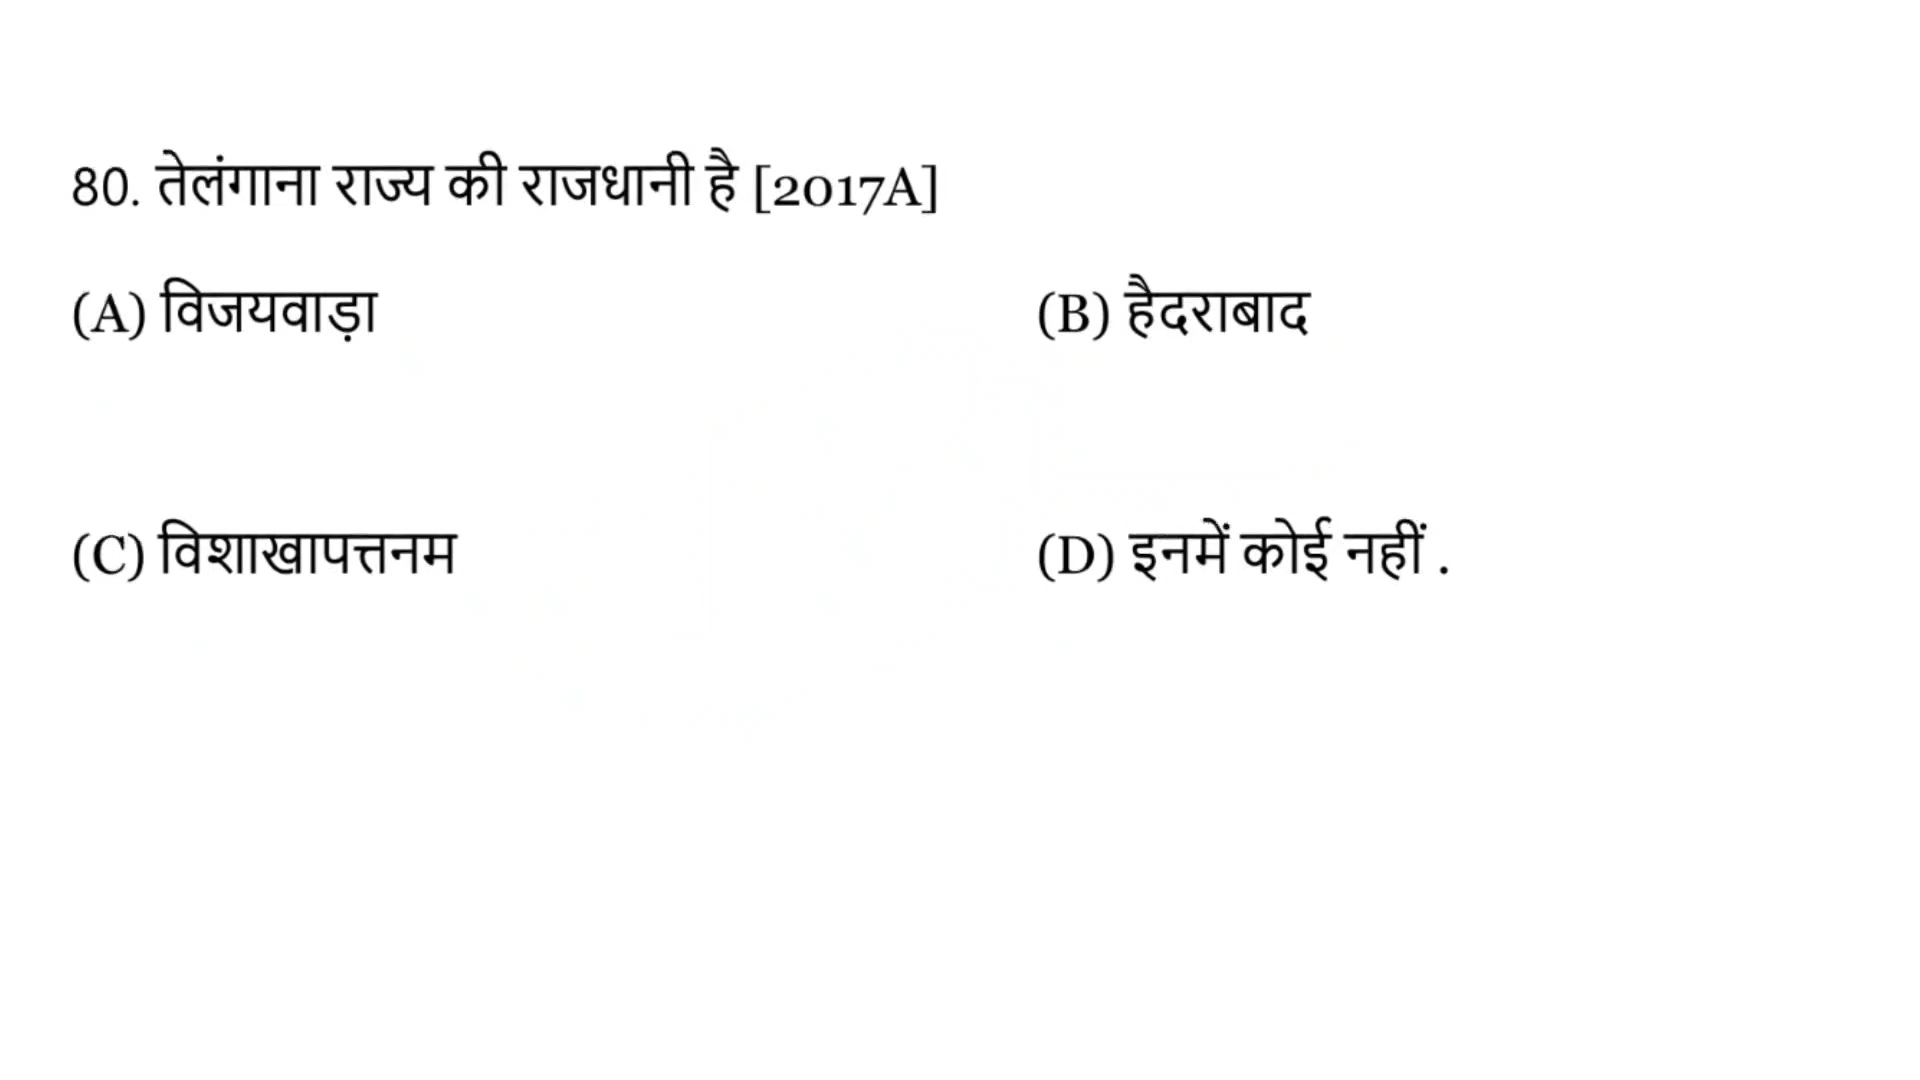 80. तेलंगाना राज्य की राजधानी है [2017A]
(A) विजयवाड़ा (B) हैदराबाद
(C) विशाखापत्तनम (D) इनमें कोई नहीं .